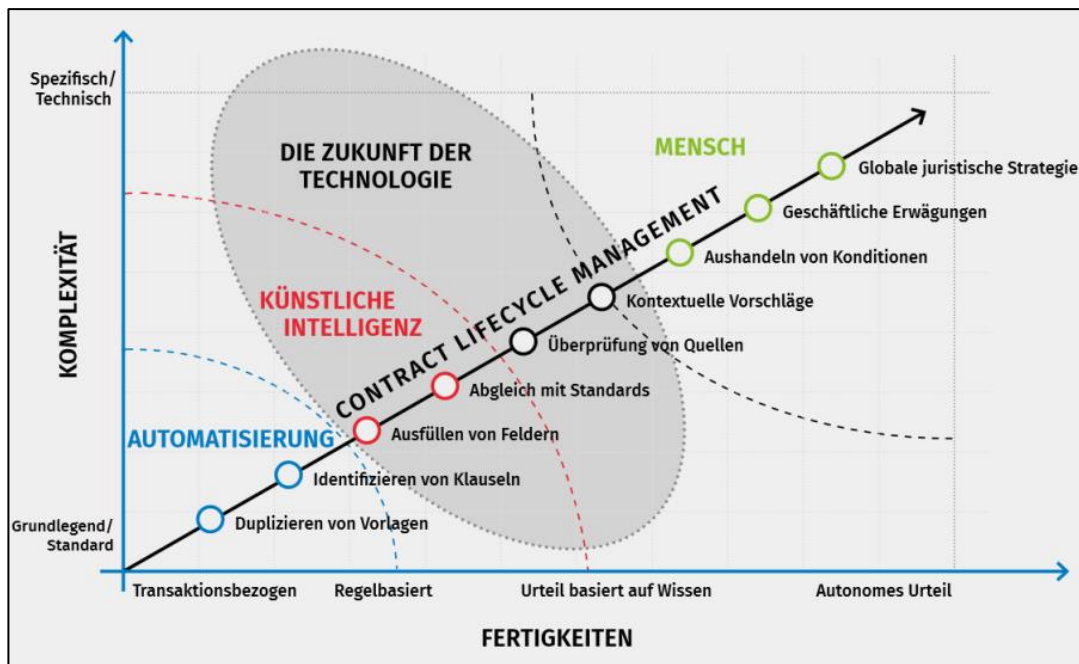 Spezifisch/
Technisch
DIE ZUKUNFT DER
TECHNOLOGIE
MENSCH
Globale juristische Strategie
Geschäftliche Erwägungen
Aushandeln von Konditionen
KOMPLEXITÄT
KÜNSTLICHE
INTELLIGENZ
CONTRACT LIFECYCLE MANAGEMENT
Kontextuelle Vorschläge
Überprüfung von Quellen
Abgleich mit Standards
AUTOMATISIERUNG
Ausfüllen von Feldern
Identifizieren von Klauseln
Duplizieren von Vorlagen
Grundlegend/
Standard
Transaktionsbezogen
Regelbasiert
Urteil basiert auf Wissen
Autonomes Urteil
FERTIGKEITEN